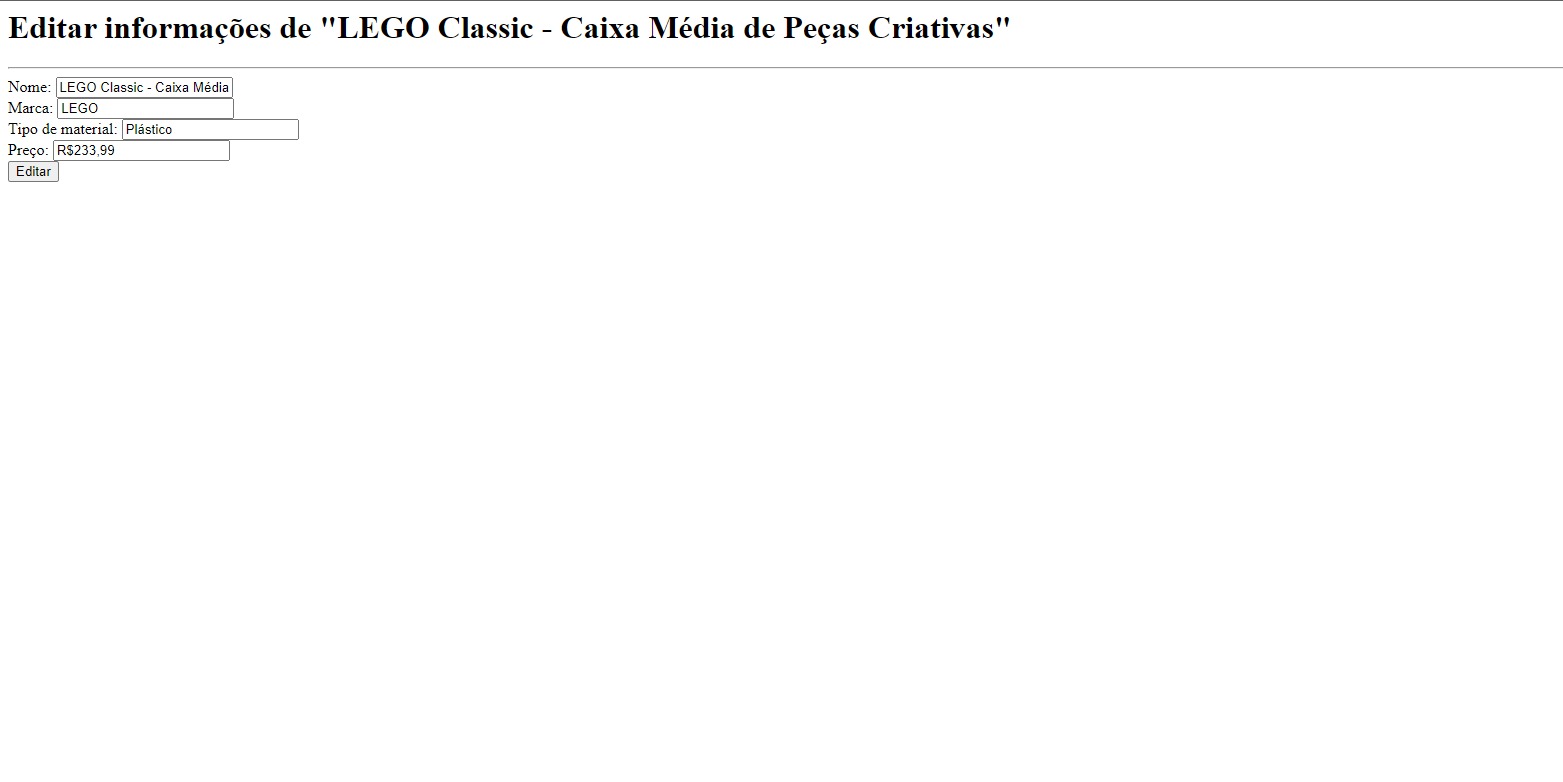 Editar informações de "LEGO Classic - Caixa Média de Peças Criativas"
Nome: LEGO Classic - Caixa Média
Marca: LEGO
Tipo de material: Plástico
Preço: R$233,99
Editar